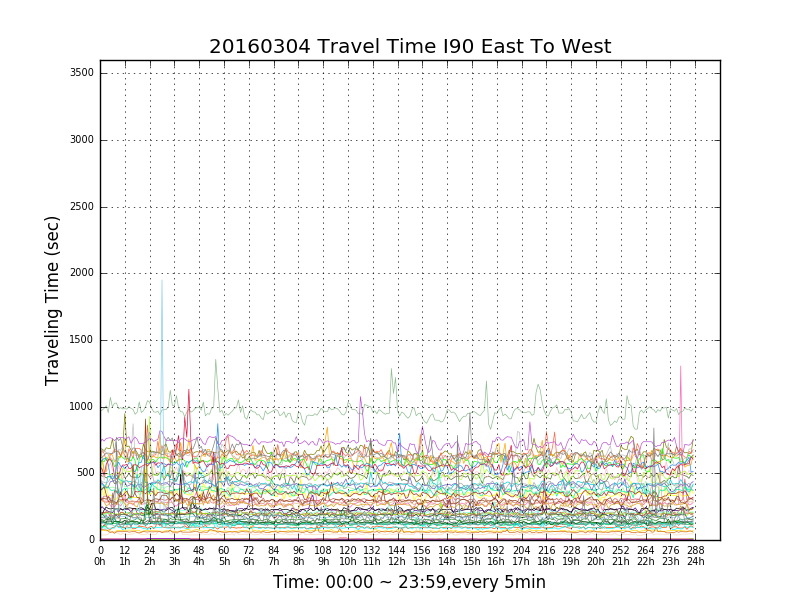 20160304 Travel Time I90 East To West
3500
3000
2500
2000
1500
1000
500
0
Traveling Time (sec)
0 12 24 36 48 60 72 84 96 108 120 132 144 156 168 180 192 204 216 228 240 252 264 276 288
0h 1h 2h 3h 4h 5h 6h 7h 8h 9h 10h 11h 12h 13h 14h 15h 16h 17h 18h 19h 20h 21h 22h 23h 24h
Time: 00:00 ~ 23:59,every 5min